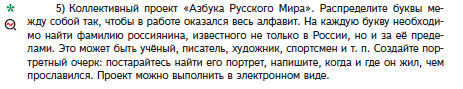 5) Коллективный проект «Азбука Русского Мира». Распределите буквы ме-
жду собой так, чтобы в работе оказался весь алфавит. На каждую букву необходи-
мо найти фамилию россиянина, известного не только в России, но и за её преде-
лами. Это может быть учёный, писатель, художник, спортсмен и т. п. Создайте пор-
третный очерк: постарайтесь найти его портрет, напишите, когда и где он жил, чем
прославился. Проект можно выполнить в электронном виде.